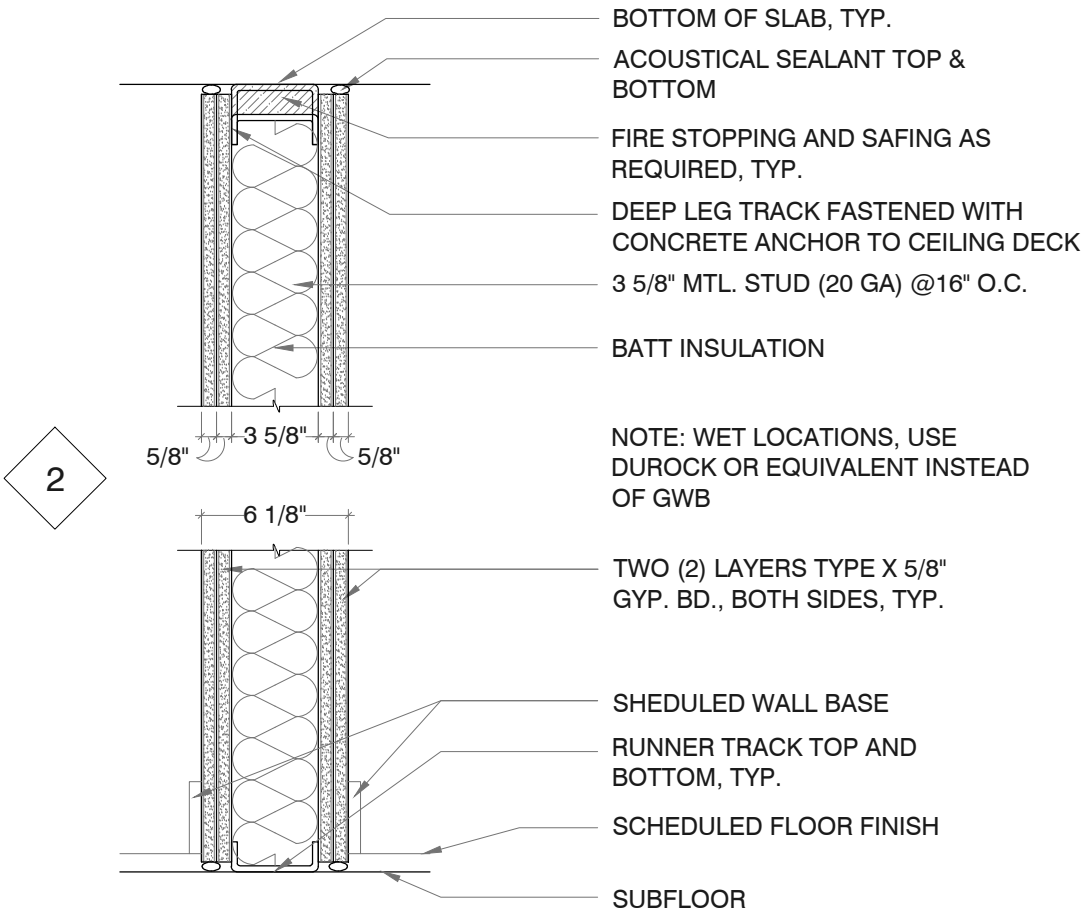 BOTTOM OF SLAB, TYP.
ACOUSTICAL SEALANT TOP &
BOTTOM
FIRE STOPPING AND SAFING AS
REQUIRED, TYP.
DEEP LEG TRACK FASTENED WITH
CONCRETE ANCHOR TO CEILING DECK
3 5/8" MTL. STUD (20 GA) @16" O.C.
BATT INSULATION
3 5/8"
5/8"
5/8"
NOTE: WET LOCATIONS, USE
DUROCK OR EQUIVALENT INSTEAD
OF GWB
2
6 1/8"
TWO (2) LAYERS TYPE X 5/8"
GYP. BD., BOTH SIDES, TYP.
SHEDULED WALL BASE
RUNNER TRACK TOP AND
BOTTOM, TYP.
SCHEDULED FLOOR FINISH
SUBFLOOR